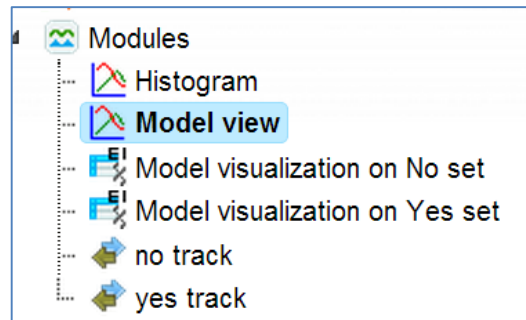 Modules
Histogram
Model view
Model visualization on No set
Model visualization on Yes set
no track
yes track